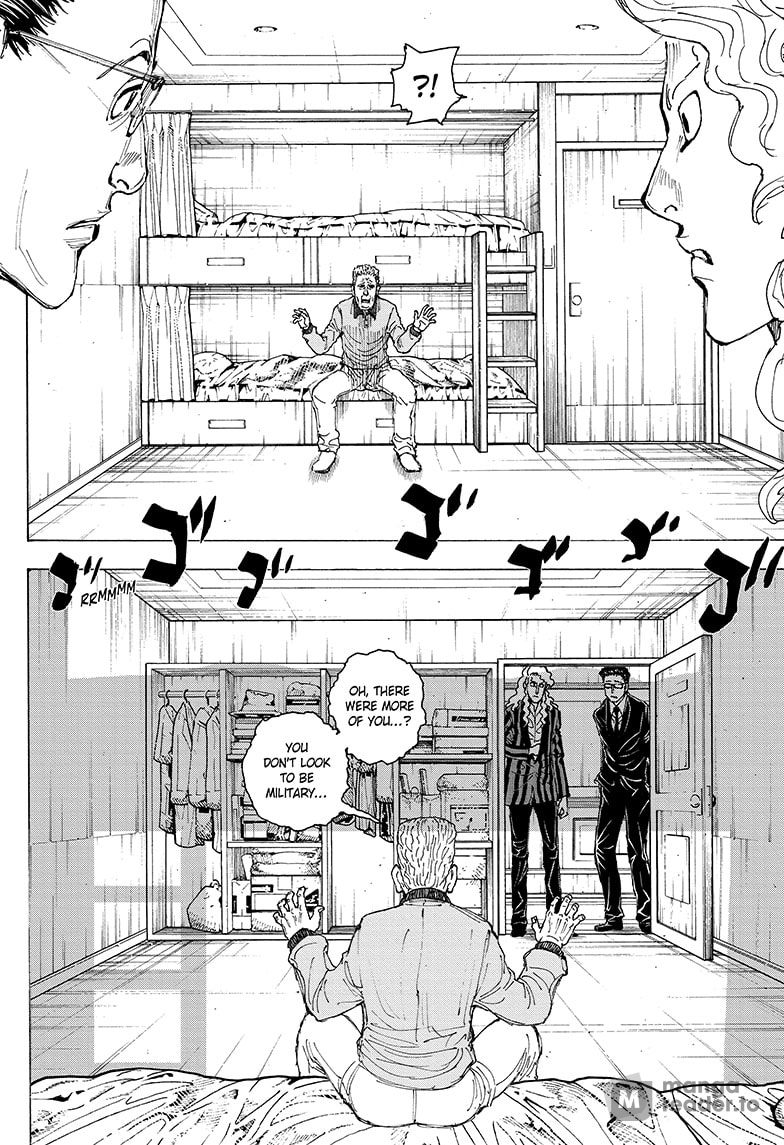 ?!
ゴ
ゴ
ゴ
ゴ
ゴ
ゴ
ゴ
RRMMMM
OH, THERE
WERE MORE
OF YOU...?
YOU
DON'T LOOK
TO BE
MILITARY...
M manga
reader.to